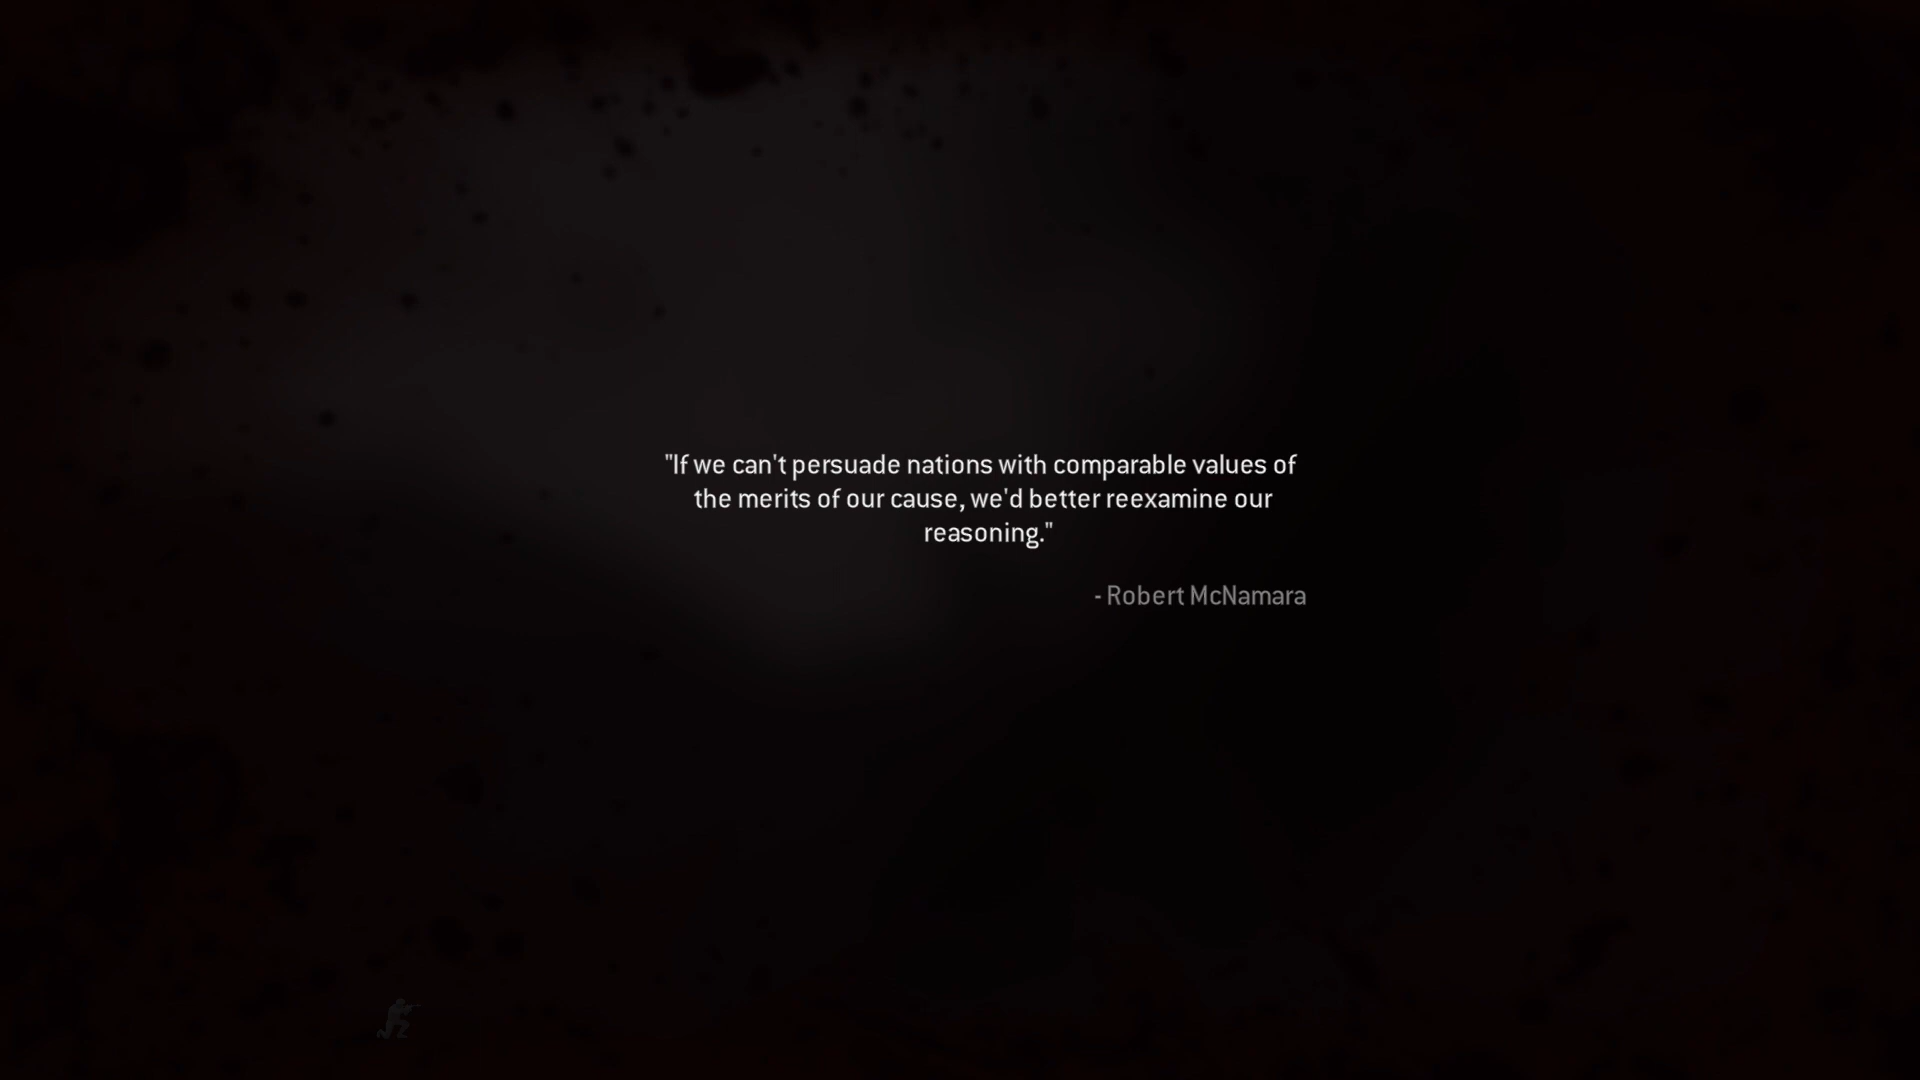 "If we can't persuade nations with comparable values of
the merits of our cause, we'd better reexamine our
reasoning."
- Robert McNamara